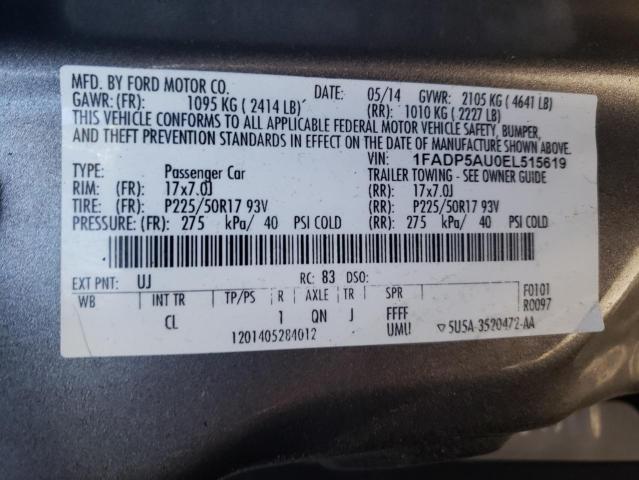 MFD. BY FORD MOTOR CO.
DATE: 05/14 GVWR: 2105 KG ( 4641 LB)
GAWR: (FR): 1095 KG ( 2414 LB) (RR): 1010 KG ( 2227 LB)
THIS VEHICLE CONFORMS TO ALL APPLICABLE FEDERAL MOTOR VEHICLE SAFETY, BUMPER,
AND THEFT PREVENTION STANDARDS IN EFFECT ON THE DATE OF MANUFACTURE SHOWN ABOVE.
VIN: 1FADP5AU0EL515619
TYPE: Passenger Car TRAILER TOWING - SEE OWNER GUIDE
RIM: (FR): 17x7.0J (RR): 17x7.0J
TIRE: (FR): P225/50R17 93V (RR): P225/50R17 93V
PRESSURE: (FR): 275 kPa/ 40 PSI COLD (RR): 275 kPa/ 40 PSI COLD
EXT PNT: UJ RC: 83 DSO: F0101
WB INT TR TP/PS R AXLE TR SPR R0097
CL 1 QN J FFFF
1201405284012 UMU ▽5U5A-3520472-AA